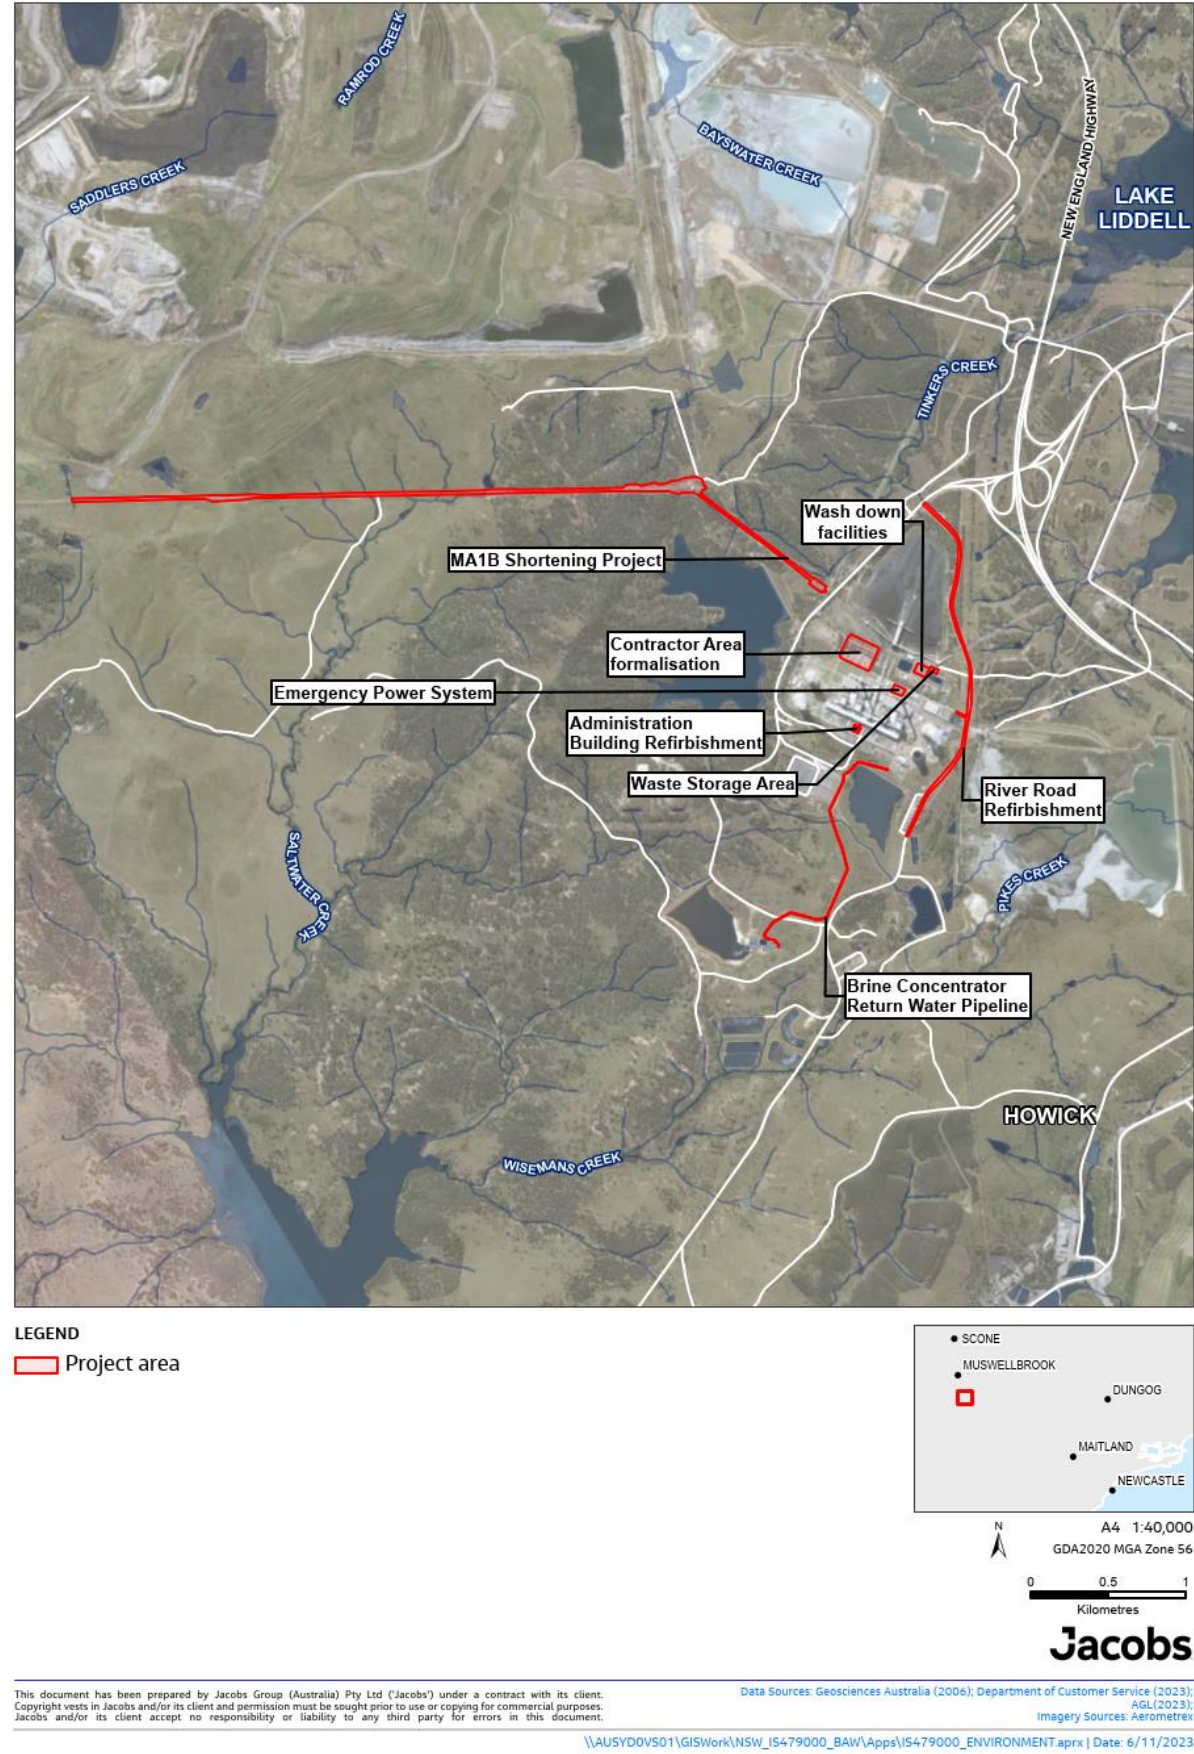 RAMROD CREEK
SADDLERS CREEK
BAYSWATER CREEK
NEW ENGLAND HIGHWAY
LAKE
LIDDELL
TINKERS CREEK
Wash down
facilities
MA1B Shortening Project
Contractor Area
formalisation
Emergency Power System
Administration
Building Refirbishment
Waste Storage Area
River Road
Refirbishment
SALTWATER CREEK
PIKES CREEK
Brine Concentrator
Return Water Pipeline
HOWICK
WISEMANS CREEK
LEGEND
Project area
SCONE
MUSWELLBROOK
DUNGOG
MAITLAND
NEWCASTLE
N
A4 1:40,000
GDA2020 MGA Zone 56
0 0.5 1
Kilometres
Jacobs
This document has been prepared by Jacobs Group (Australia) Pty Ltd ('Jacobs') under a contract with its client.
Copyright vests in Jacobs and/or its client and permission must be sought prior to use or copying for commercial purposes.
Jacobs and/or its client accept no responsibility or liability to any third party for errors in this document.
Data Sources: Geosciences Australia (2006); Department of Customer Service (2023);
AGL(2023);
Imagery Sources: Aerometrex
\\AUSYD0VS01\GISWork\NSW_IS479000_BAW\Apps\IS479000_ENVIRONMENT.aprx | Date: 6/11/2023